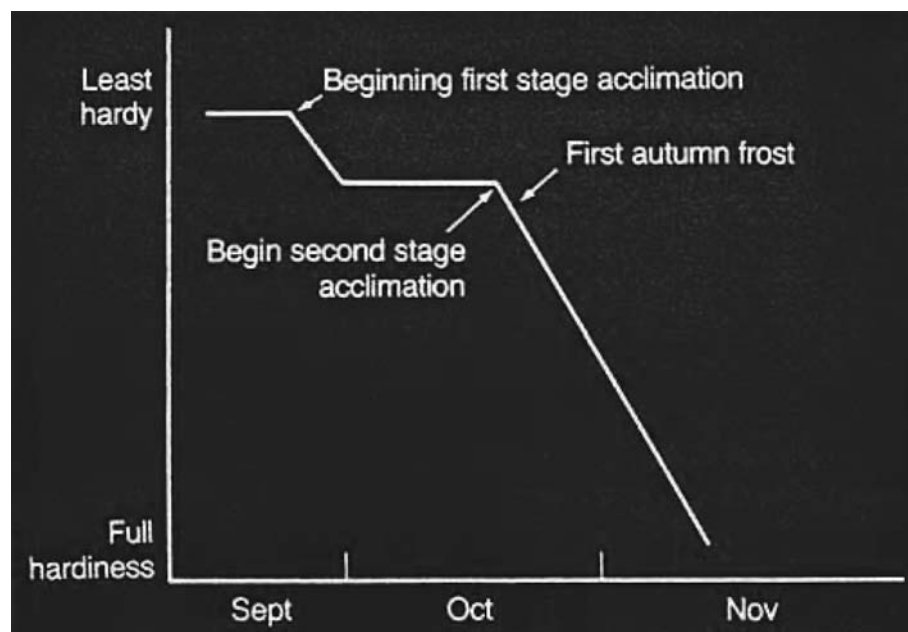 Least
hardy
Beginning first stage acclimation
First autumn frost
Begin second stage
acclimation
Full
hardiness
Sept
Oct
Nov